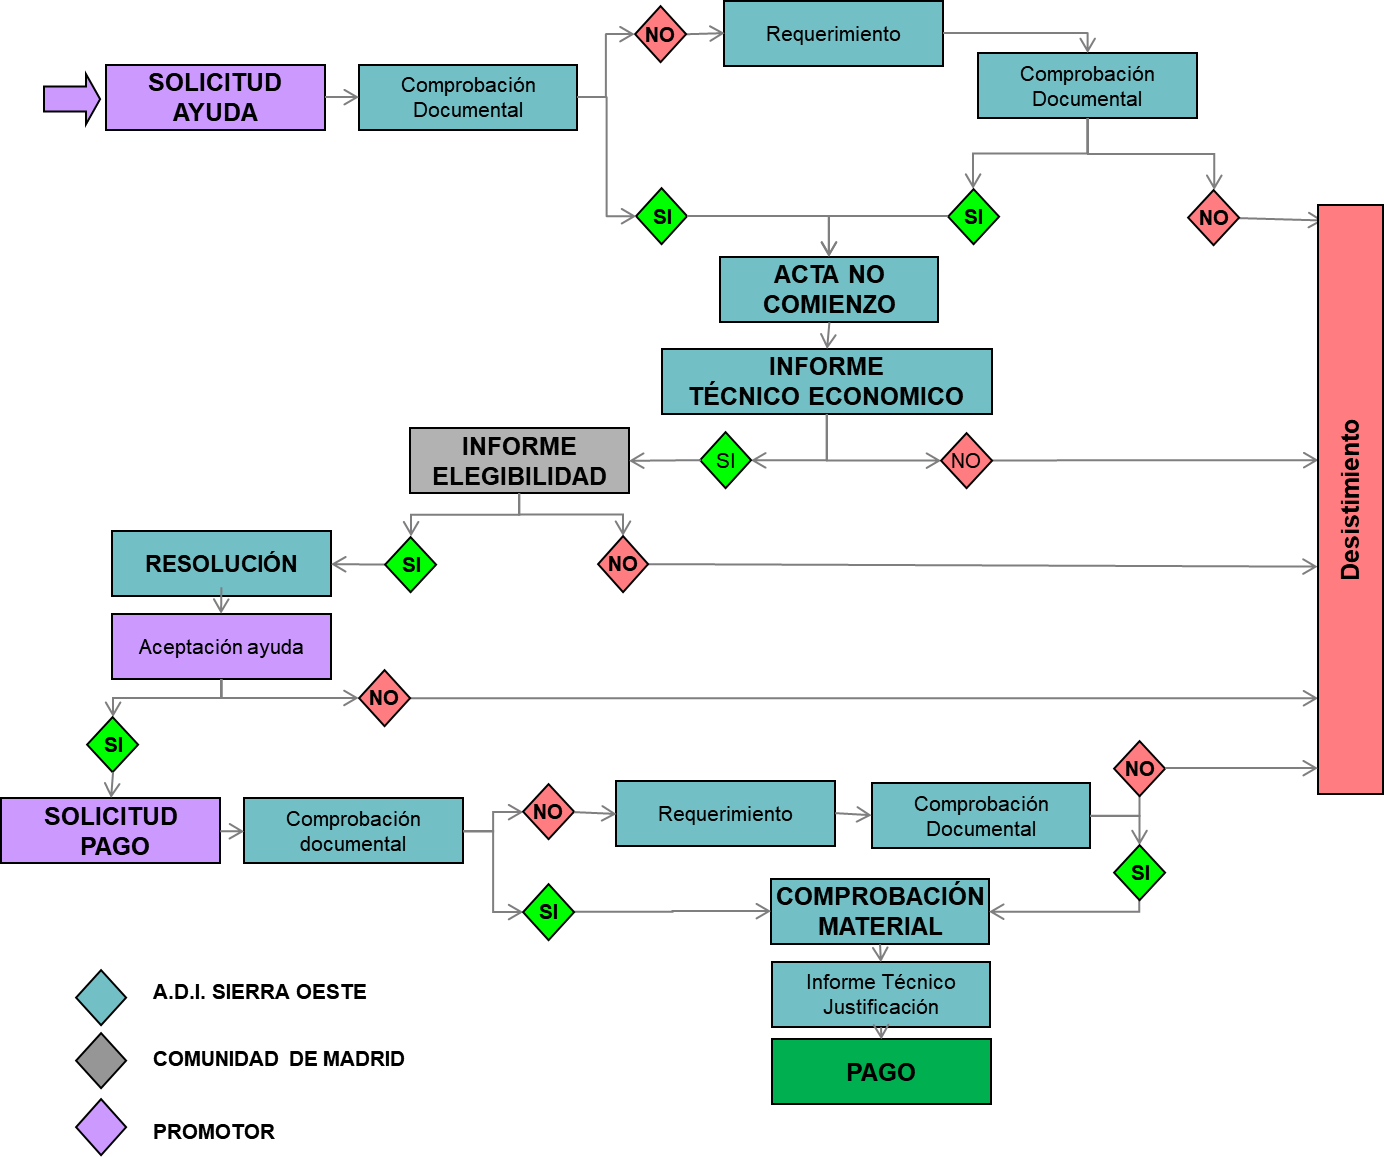 NO
Requerimiento
SOLICITUD
AYUDA
Comprobación
Documental
Comprobación
Documental
SI
SI
NO
ACTA NO
COMIENZO
INFORME
TÉCNICO ECONOMICO
SI
NO
INFORME
ELEGIBILIDAD
Desistimiento
RESOLUCIÓN
SI
NO
Aceptación ayuda
NO
SI
NO
SOLICITUD
PAGO
Comprobación
documental
NO
Requerimiento
Comprobación
Documental
SI
SI
COMPROBACIÓN
MATERIAL
Informe Técnico
Justificación
PAGO
A.D.I. SIERRA OESTE
COMUNIDAD DE MADRID
PROMOTOR